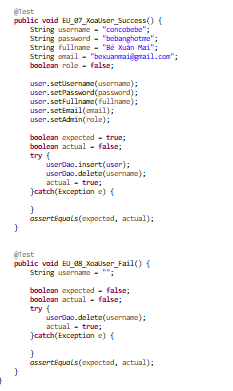 @Test
public void EU_07_XoaUser_Success() {
String username = "concobebe";
String password = "bebanghotme";
String fullname = "Bé Xuân Mai";
String email = "bexuanmai@gmail.com";
boolean role = false;
user.setUsername(username);
user.setPassword(password);
user.setFullname(fullname);
user.setEmail(email);
user.setAdmin(role);
boolean expected = true;
boolean actual = false;
try {
userDao.insert(user);
userDao.delete(username);
actual = true;
}catch(Exception e) {
}
assertEquals(expected, actual);
}
@Test
public void EU_08_XoaUser_Fail() {
String username = "";
boolean expected = false;
boolean actual = false;
try {
userDao.delete(username);
actual = true;
}catch(Exception e) {
}
assertEquals(expected, actual);
}
}